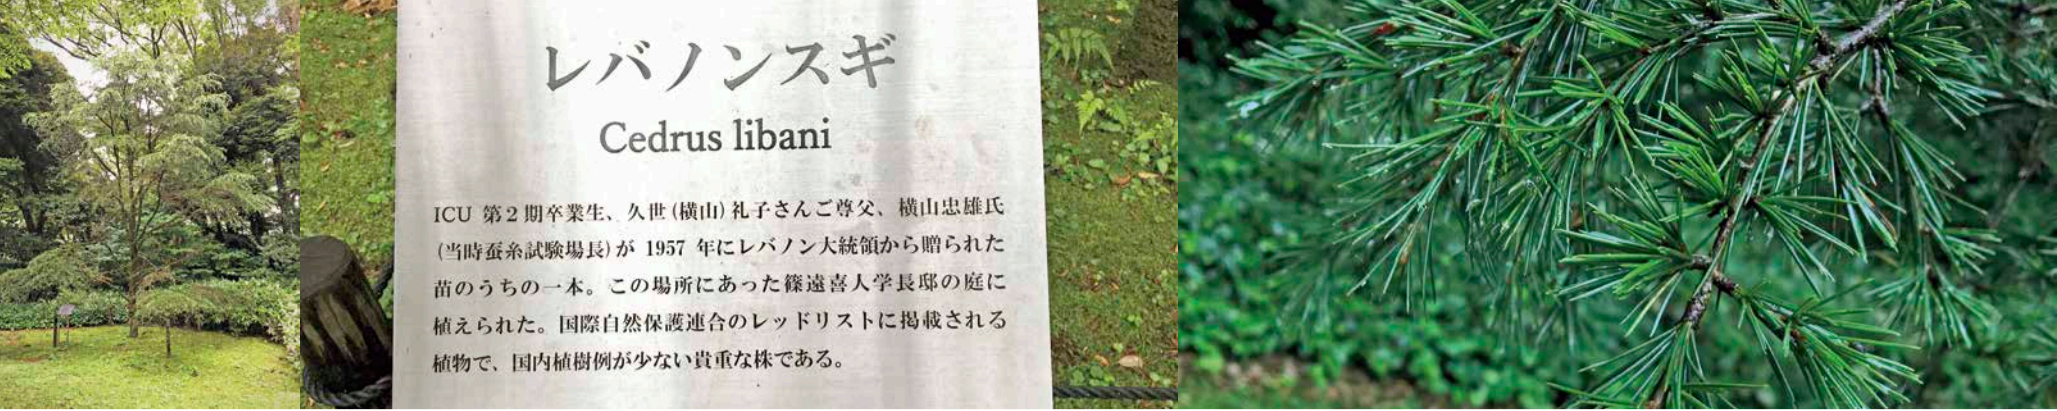 レバノンスギ
Cedrus libani
ICU 第2期卒業生、久世(横山)礼子さんご尊父、横山忠雄氏
(当時蚕糸試験場長)が 1957 年にレバノン大統領から贈られた
苗のうちの一本。この場所にあった篠遠喜人学長邸の庭に
植えられた。国際自然保護連合のレッドリストに掲載される
植物で、国内植樹例が少ない貴重な株である。